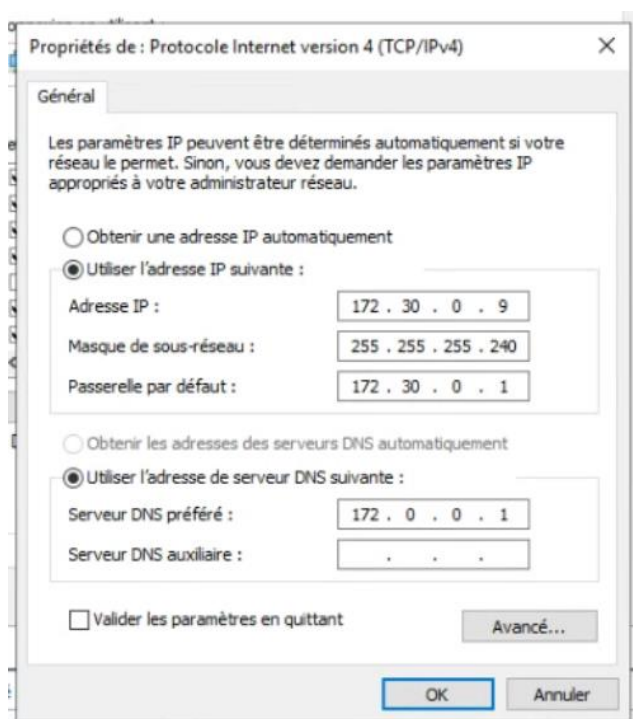 Propriétés de : Protocole Internet version 4 (TCP/IPv4)
Général
Les paramètres IP peuvent être déterminés automatiquement si votre
réseau le permet. Sinon, vous devez demander les paramètres IP
appropriés à votre administrateur réseau.
Obtenir une adresse IP automatiquement
Utiliser l'adresse IP suivante :
Adresse IP : 172 . 30 . 0 . 9
Masque de sous-réseau : 255 . 255 . 255 . 240
Passerelle par défaut : 172 . 30 . 0 . 1
Obtenir les adresses des serveurs DNS automatiquement
Utiliser l'adresse de serveur DNS suivante :
Serveur DNS préféré : 172 . 0 . 0 . 1
Serveur DNS auxiliaire : . . .
Valider les paramètres en quittant
Avancé...
OK Annuler